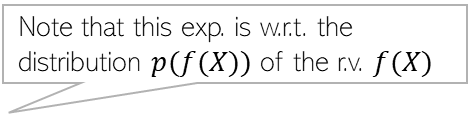 Note that this exp. is w.r.t. the
distribution p(f(X)) of the r.v. f(X)